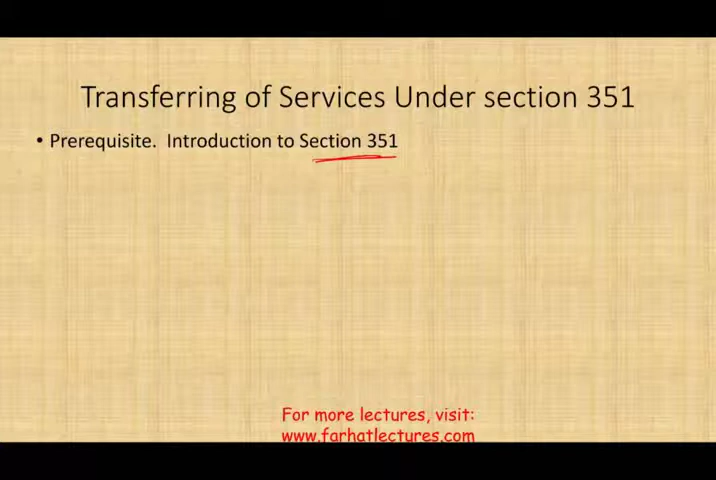 Transferring of Services Under section 351
• Prerequisite. Introduction to Section 351
For more lectures, visit:
www.farhatlectures.com